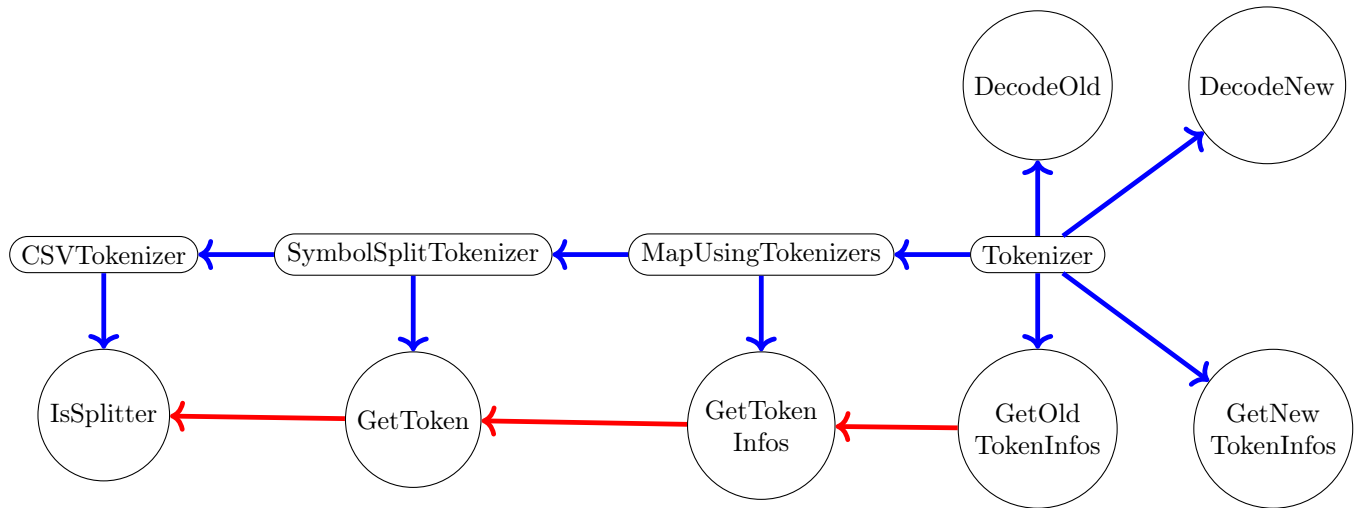 DecodeOld
DecodeNew
CSVTokenizer
SymbolSplitTokenizer
MapUsingTokenizers
Tokenizer
IsSplitter
GetToken
GetToken
Infos
GetOld
TokenInfos
GetNew
TokenInfos